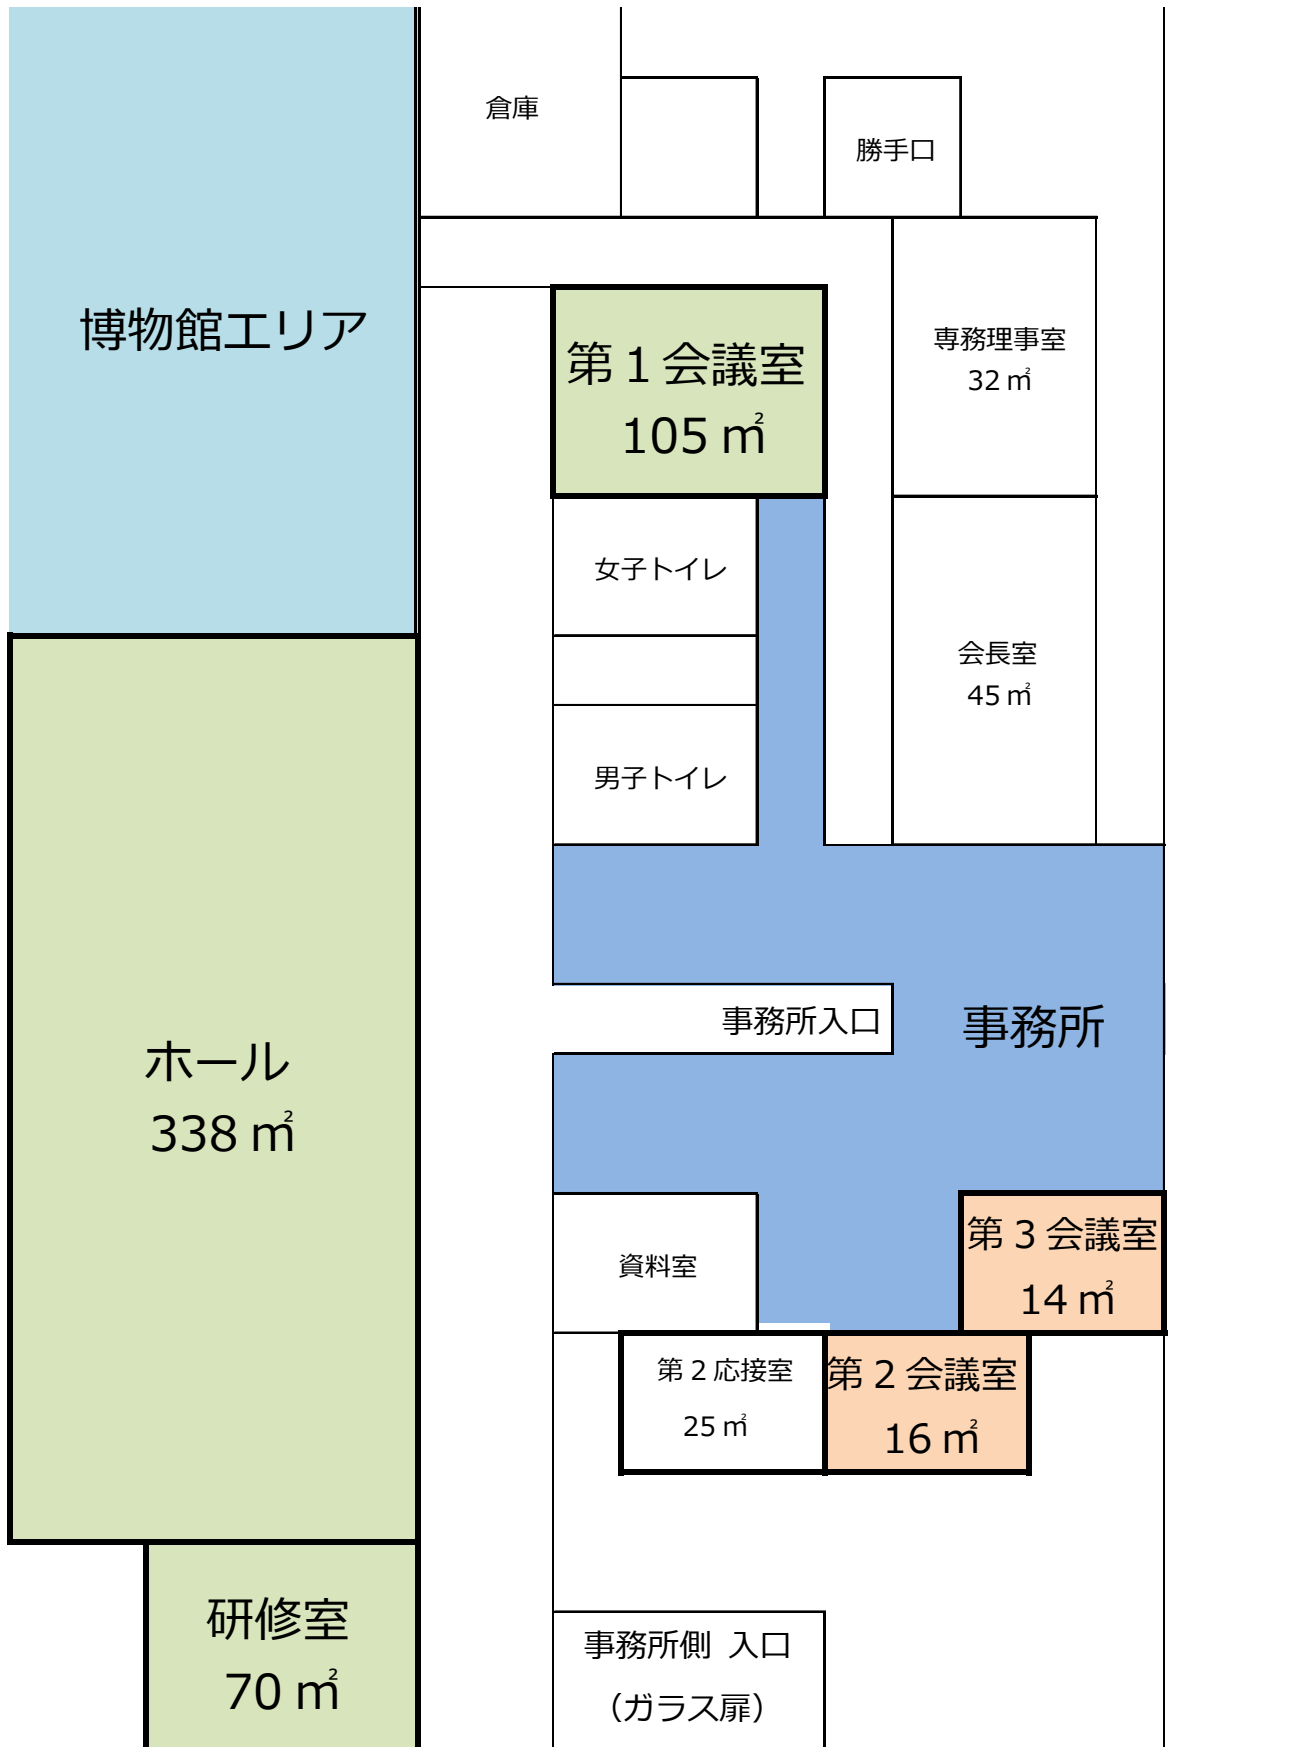 倉庫
勝手口
博物館エリア
第1会議室
105㎡
専務理事室
32㎡
女子トイレ
会長室
45㎡
男子トイレ
事務所入口
事務所
ホール
338㎡
第3会議室
14㎡
資料室
第2応接室
25㎡
第2会議室
16㎡
研修室
70㎡
事務所側 入口
（ガラス扉）